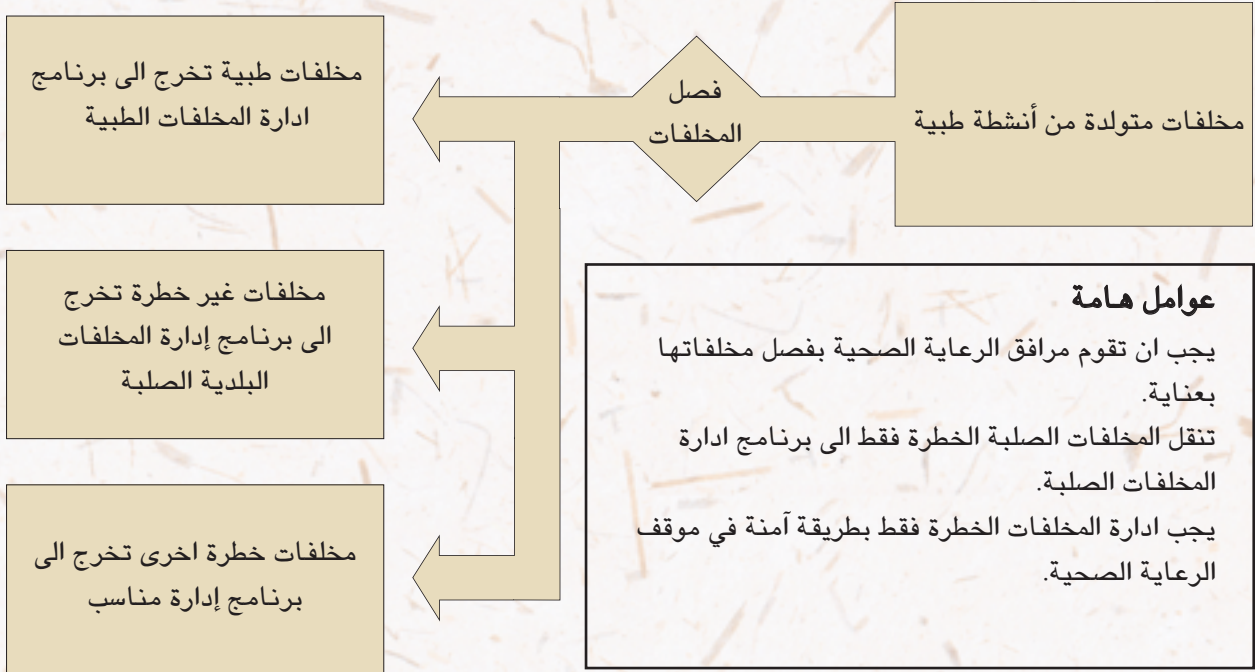 مخلفات متولدة من أنشطة طبية
فصل
المخلفات
مخلفات طبية تخرج الى برنامج
ادارة المخلفات الطبية
مخلفات غير خطرة تخرج
الى برنامج إدارة المخلفات
البلدية الصلبة
مخلفات خطرة اخرى تخرج الى
برنامج إدارة مناسب
عوامل هامة
يجب ان تقوم مرافق الرعاية الصحية بفصل مخلفاتها
بعناية.
تنقل المخلفات الصلبة الخطرة فقط الى برنامج ادارة
المخلفات الصلبة.
يجب ادارة المخلفات الخطرة فقط بطريقة آمنة في موقف
الرعاية الصحية.